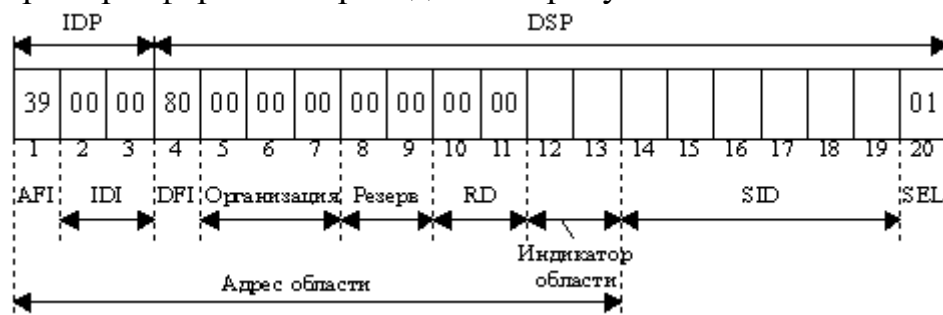 IDP DSP
39 00 00 80 00 00 00 00 00 00 00 01
1 2 3 4 5 6 7 8 9 10 11 12 13 14 15 16 17 18 19 20
AFI IDI DFI Организация Резерв RD SID SEL
Индикатор
области
Адрес области